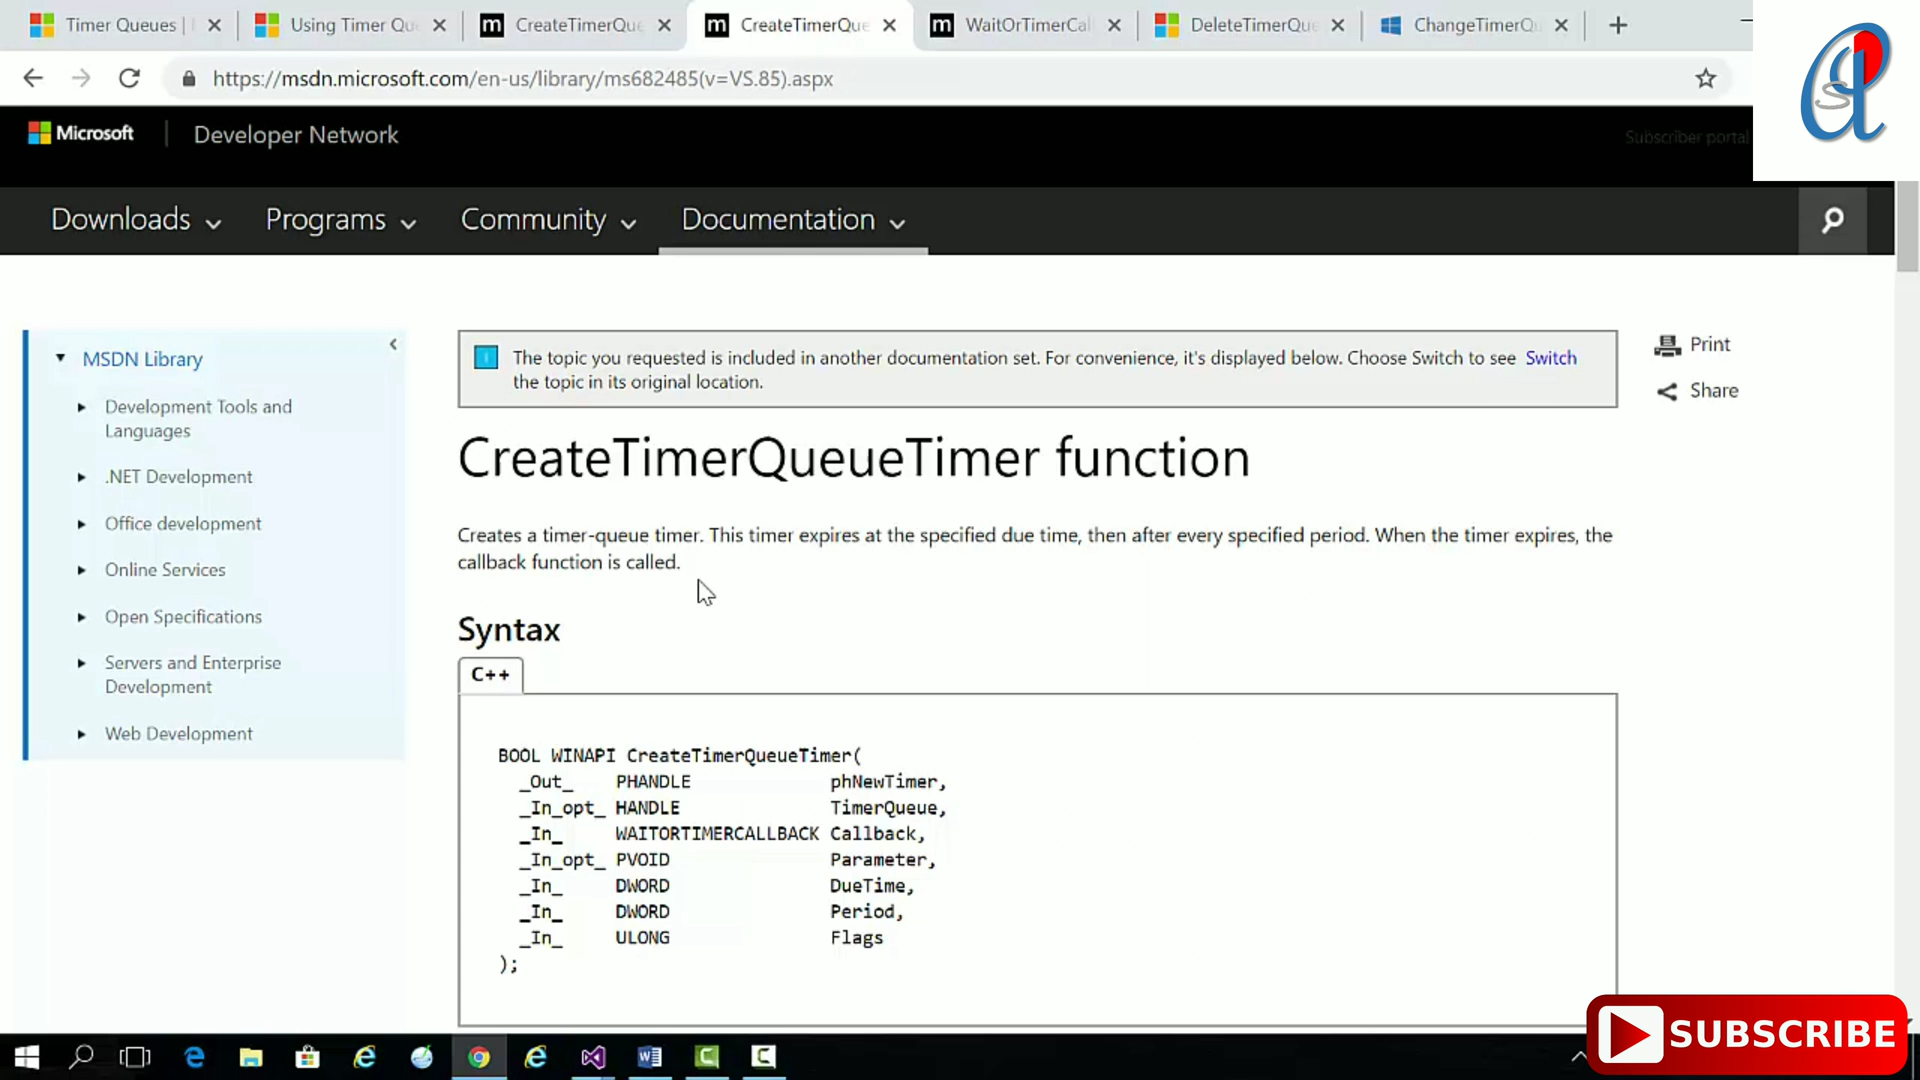 Timer Queues |
Using Timer Qu
CreateTimerQue
CreateTimerQue
WaitOrTimerCal
DeleteTimerQue
ChangeTimerQu
https://msdn.microsoft.com/en-us/library/ms682485(v=VS.85).aspx
Microsoft
Developer Network
Subscriber portal
Downloads
Programs
Community
Documentation
MSDN Library
Development Tools and
Languages
.NET Development
Office development
Online Services
Open Specifications
Servers and Enterprise
Development
Web Development
The topic you requested is included in another documentation set. For convenience, it's displayed below. Choose Switch to see
the topic in its original location.
Switch
Print
Share
CreateTimerQueueTimer function
Creates a timer-queue timer. This timer expires at the specified due time, then after every specified period. When the timer expires, the
callback function is called.
Syntax
C++
BOOL WINAPI CreateTimerQueueTimer(
_Out_ PHANDLE phNewTimer,
_In_opt_ HANDLE TimerQueue,
_In_ WAITORTIMERCALLBACK Callback,
_In_opt_ PVOID Parameter,
_In_ DWORD DueTime,
_In_ DWORD Period,
_In_ ULONG Flags
);
SUBSCRIBE